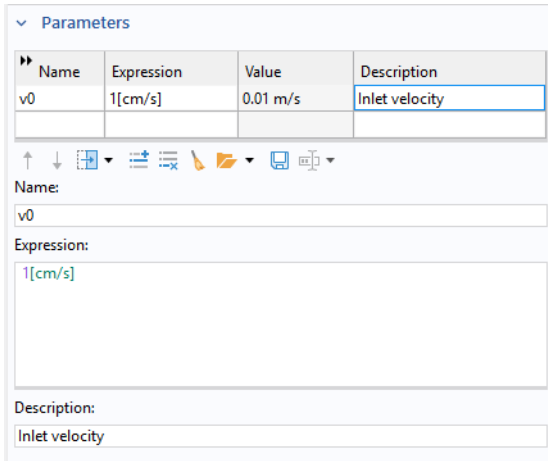 Parameters
Name Expression Value Description
v0 1[cm/s] 0.01 m/s Inlet velocity
Name:
v0
Expression:
1[cm/s]
Description:
Inlet velocity